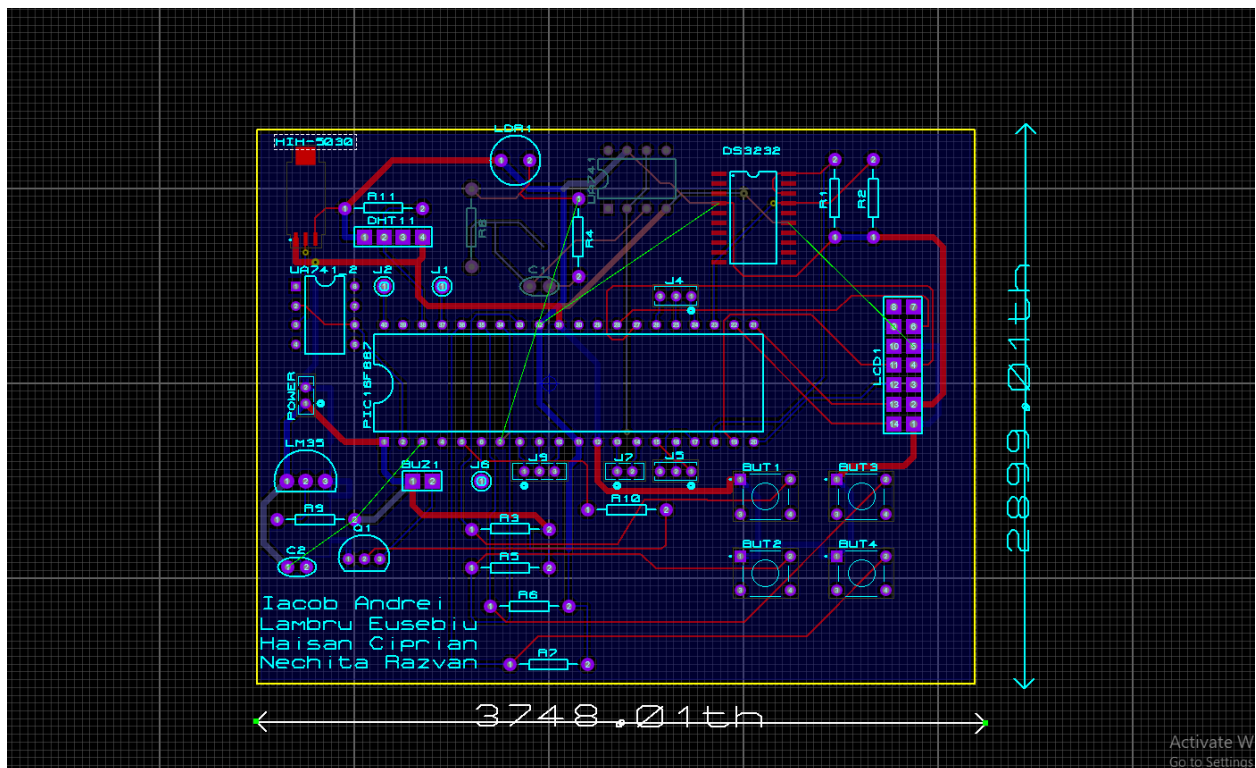 HIH-5030
LDR1
DS3232
UA741
R11
DHT11
R8
R4
R1
R2
UA741_2
J2
J1
C1
J4
PIC16F887
LCD1
POWER
LM35
BUZ1
J6
J9
J7
J5
BUT1
BUT3
R10
R9
Q1
R3
C2
R5
BUT2
BUT4
R6
R7
Iacob Andrei
Lambru Eusebiu
Haisan Ciprian
Nechita Razvan
3748.01th
2899.01th
Activate W
Go to Settings